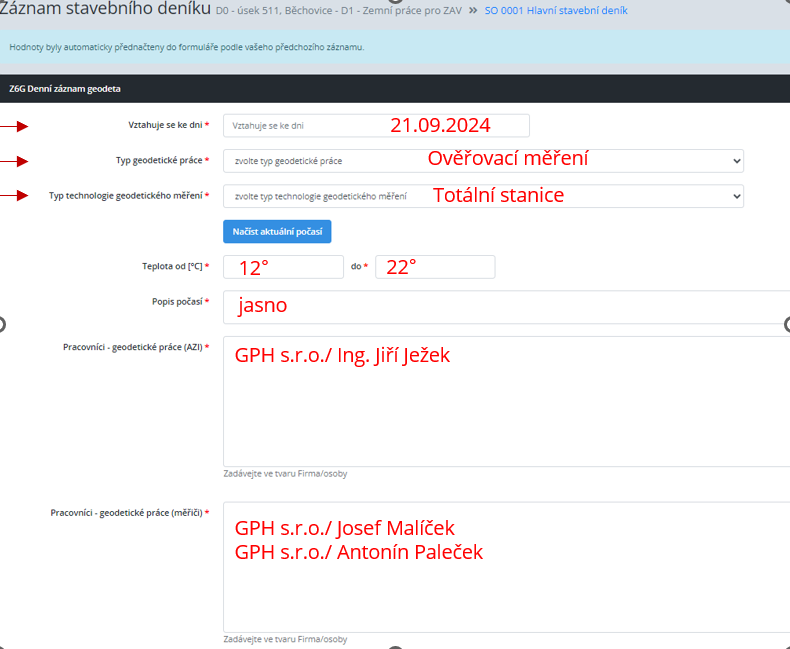 Záznam stavebního deníku D0 - úsek 511, Běchovice - D1 - Zemní práce pro ZAV » SO 0001 Hlavní stavební deník
Hodnoty byly automaticky přednačteny do formuláře podle vašeho předchozího záznamu.
Z6G Denní záznam geodeta
Vztahuje se ke dni * Vztahuje se ke dni 21.09.2024
Typ geodetické práce * zvolte typ geodetické práce Ověřovací měření
Typ technologie geodetického měření * zvolte typ technologie geodetického měření Totální stanice
Načíst aktuální počasí
Teplota od [°C] * 12° do * 22°
Popis počasí * jasno
Pracovníci - geodetické práce (AZI) * GPH s.r.o./ Ing. Jiří Ježek
Zadávejte ve tvaru Firma/osoby
Pracovníci - geodetické práce (měřiči) *
GPH s.r.o./ Josef Malíček
GPH s.r.o./ Antonín Paleček
Zadávejte ve tvaru Firma/osoby